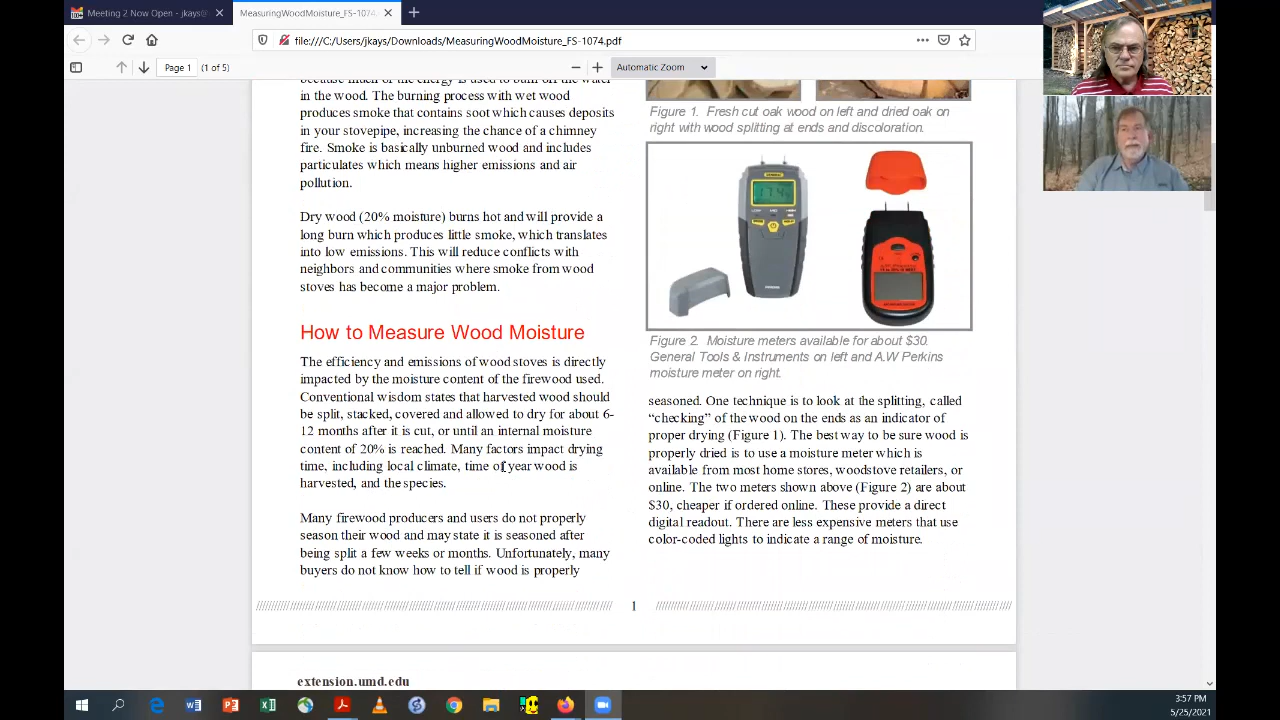 Meeting 2 Now Open - jkays@
MeasuringWoodMoisture_FS-1074.
file:///C:/Users/jkays/Downloads/MeasuringWoodMoisture_FS-1074.pdf
Page 1
(1 of 5)
Automatic Zoom
because much of the energy is used to burn off the water
in the wood. The burning process with wet wood
produces smoke that contains soot which causes deposits
in your stovepipe, increasing the chance of a chimney
fire. Smoke is basically unburned wood and includes
particulates which means higher emissions and air
pollution.
Dry wood (20% moisture) burns hot and will provide a
long burn which produces little smoke, which translates
into low emissions. This will reduce conflicts with
neighbors and communities where smoke from wood
stoves has become a major problem.
How to Measure Wood Moisture
The efficiency and emissions of wood stoves is directly
impacted by the moisture content of the firewood used.
Conventional wisdom states that harvested wood should
be split, stacked, covered and allowed to dry for about 6-
12 months after it is cut, or until an internal moisture
content of 20% is reached. Many factors impact drying
time, including local climate, time of year wood is
harvested, and the species.
Many firewood producers and users do not properly
season their wood and may state it is seasoned after
being split a few weeks or months. Unfortunately, many
buyers do not know how to tell if wood is properly
Figure 1. Fresh cut oak wood on left and dried oak on
right with wood splitting at ends and discoloration.
Figure 2. Moisture meters available for about $30.
General Tools & Instruments on left and A.W Perkins
moisture meter on right.
seasoned. One technique is to look at the splitting, called
“checking” of the wood on the ends as an indicator of
proper drying (Figure 1). The best way to be sure wood is
properly dried is to use a moisture meter which is
available from most home stores, woodstove retailers, or
online. The two meters shown above (Figure 2) are about
$30, cheaper if ordered online. These provide a direct
digital readout. There are less expensive meters that use
color-coded lights to indicate a range of moisture.
1
extension.umd.edu
3:57 PM
5/25/2021